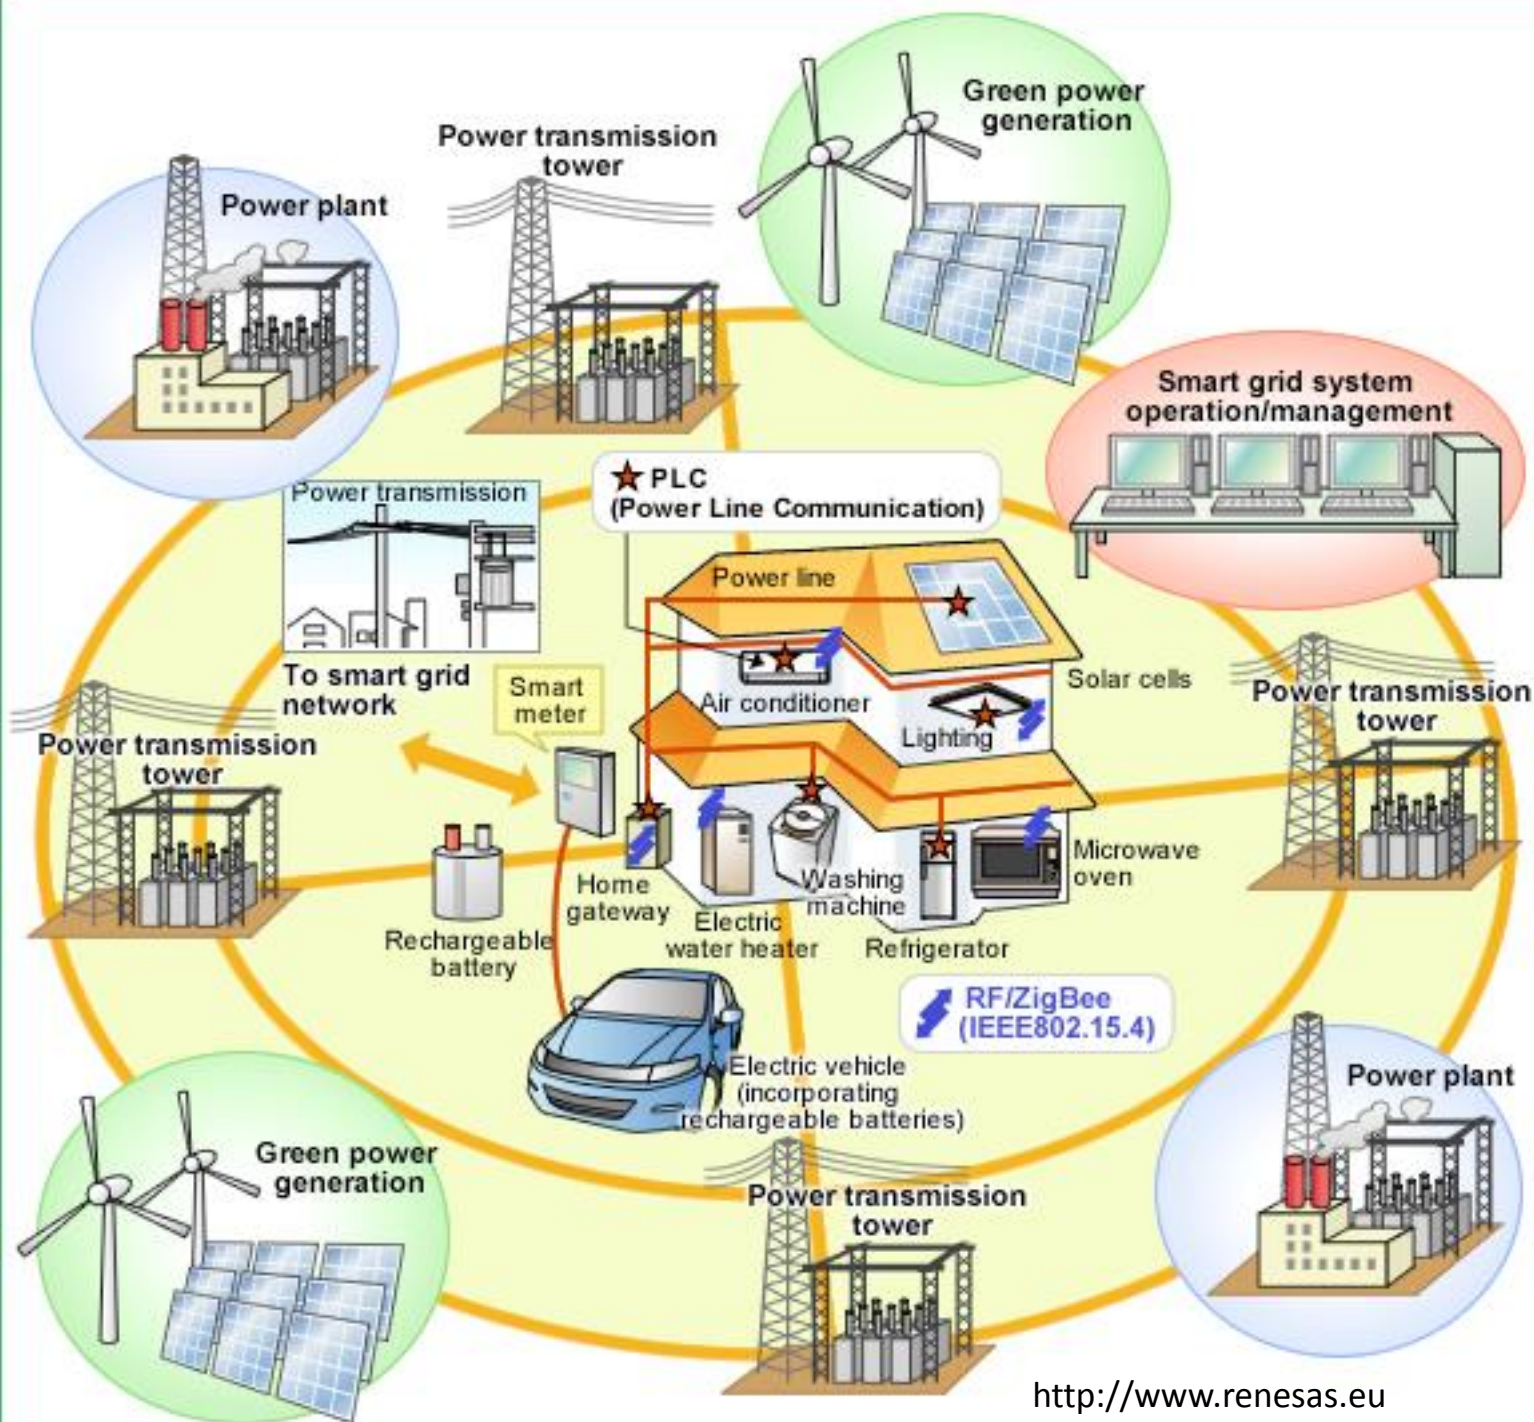 Green power
generation
Power transmission
tower
Power plant
Smart grid system
operation/management
PLC
(Power Line Communication)
Power transmission
Power line
To smart grid
network
Smart
meter
Solar cells
Air conditioner
Lighting
Power transmission
tower
Power transmission
tower
Microwave
oven
Washing
machine
Home
gateway
Electric
water heater
Refrigerator
Rechargeable
battery
RF/ZigBee
(IEEE802.15.4)
Electric vehicle
(incorporating
rechargeable batteries)
Power plant
Green power
generation
Power transmission
tower
http://www.renesas.eu